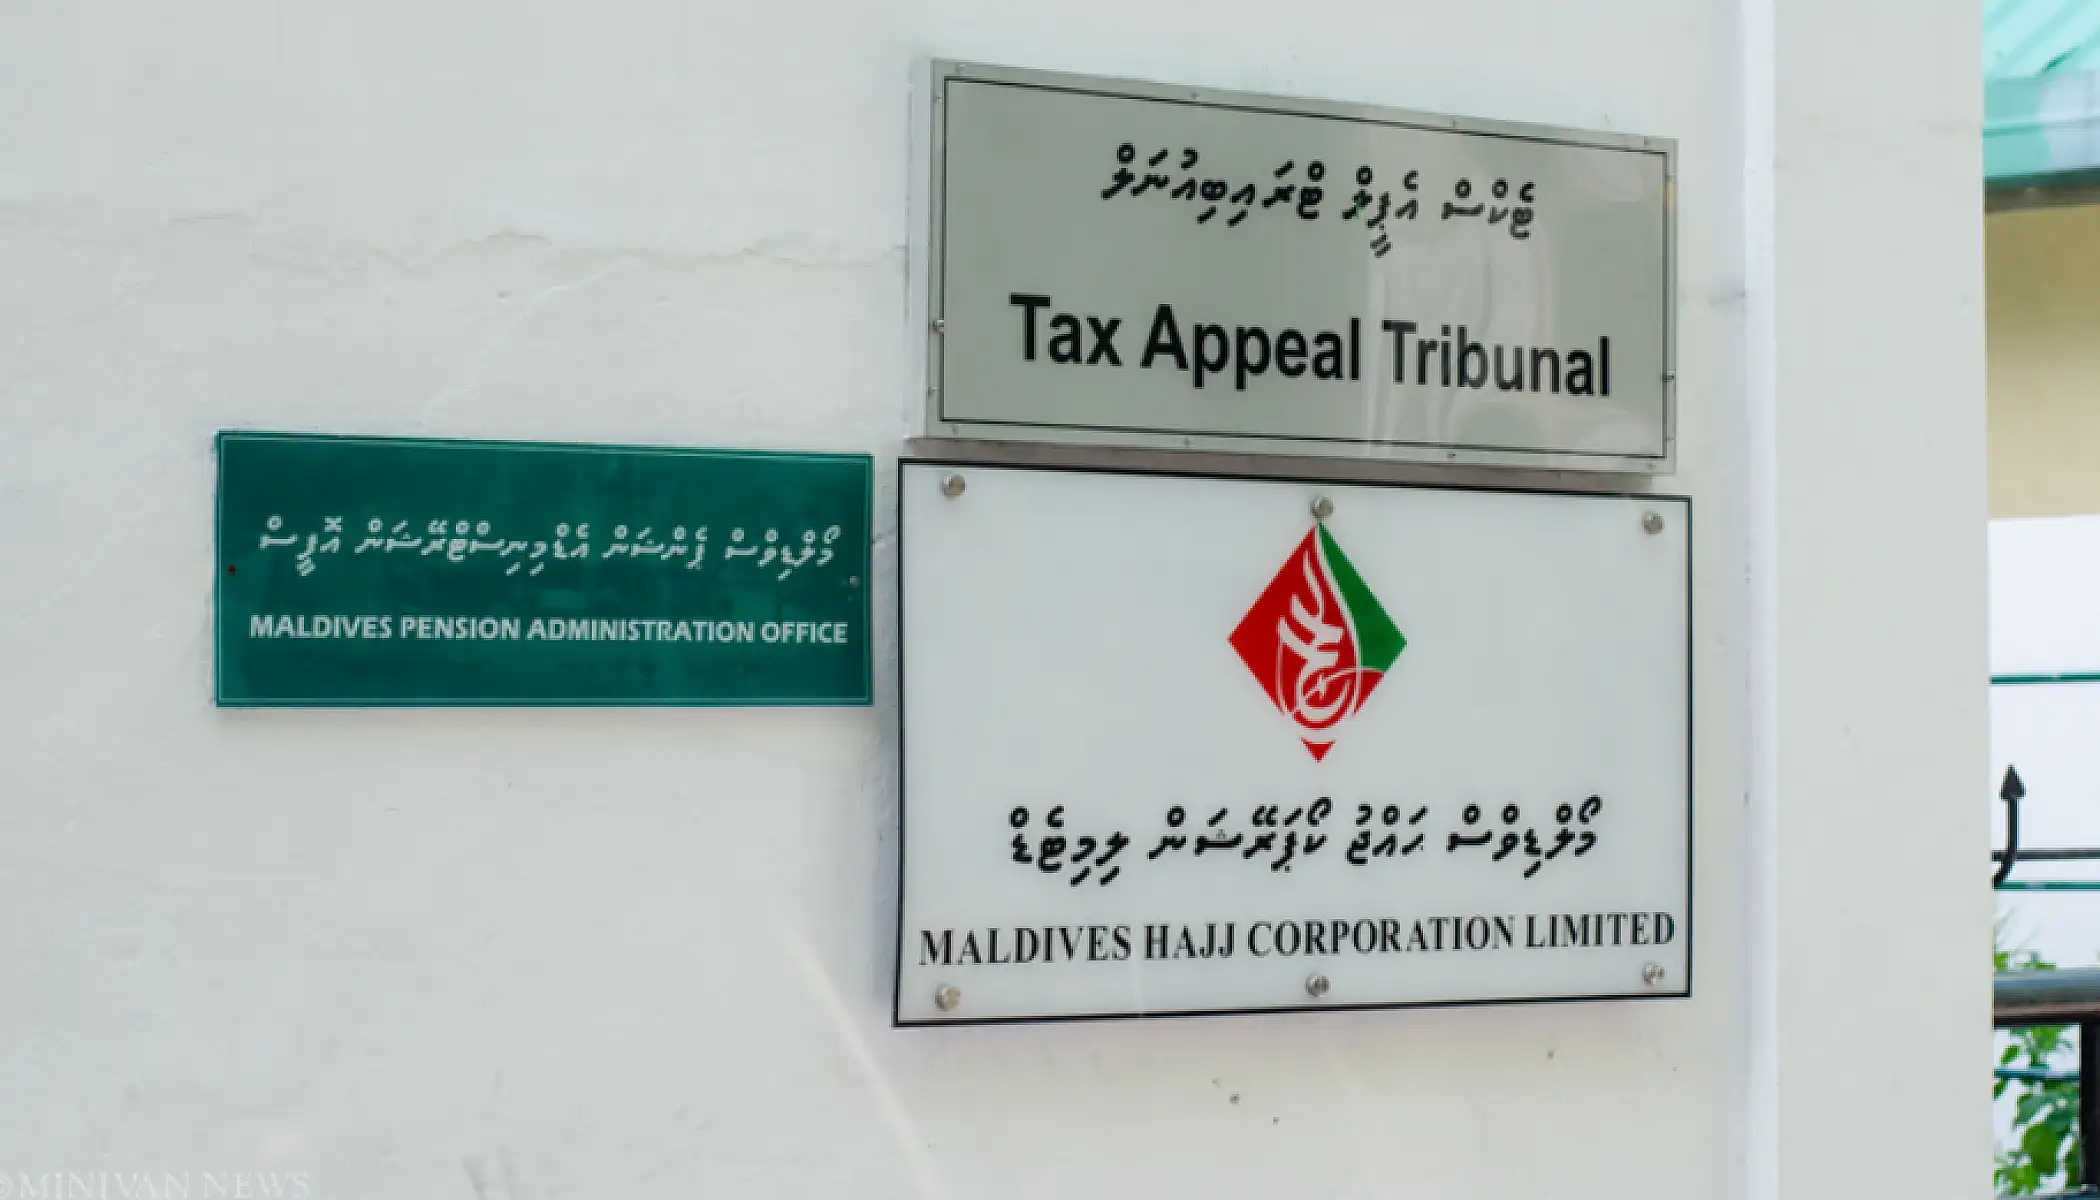 ޓެކްސް އެޕީލް ޓްރައިބިއުނަލް
Tax Appeal Tribunal
މޯލްޑިވްސް ޕެންޝަން އެޑްމިނިސްޓްރޭޝަން އޮފީސް
MALDIVES PENSION ADMINISTRATION OFFICE
މޯލްޑިވްސް ޙައްޖު ކޯޕަރޭޝަން ލިމިޓެޑް
MALDIVES HAJJ CORPORATION LIMITED
©MINIVAN NEWS